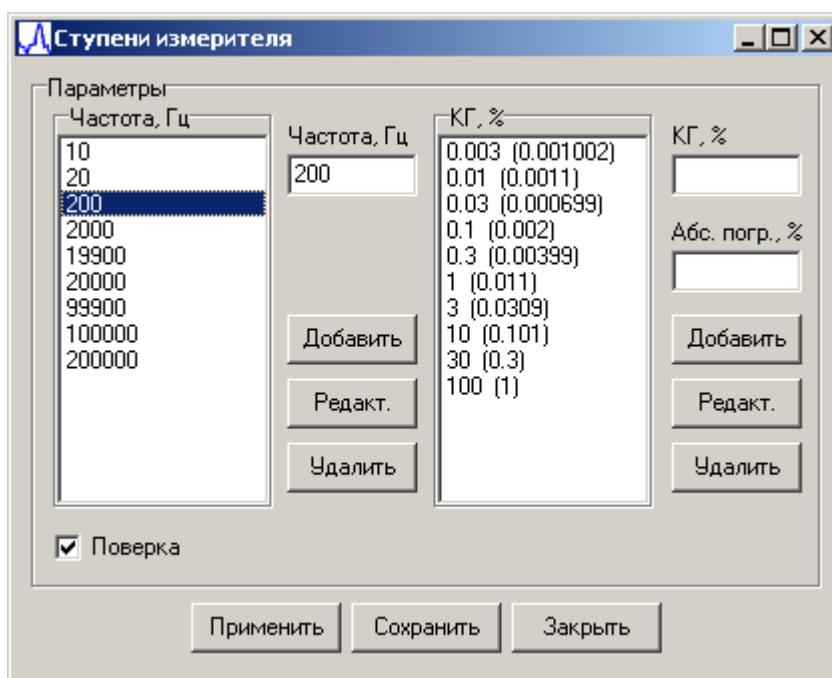 Ступени измерителя
Параметры
Частота, Гц
10
20
200
2000
19900
20000
99900
100000
200000
Частота, Гц
200
Добавить
Редакт.
Удалить
КГ, %
0.003 (0.001002)
0.01 (0.0011)
0.03 (0.000699)
0.1 (0.002)
0.3 (0.00399)
1 (0.011)
3 (0.0309)
10 (0.101)
30 (0.3)
100 (1)
КГ, %
Абс. погр., %
Добавить
Редакт.
Удалить
Поверка
Применить
Сохранить
Закрыть